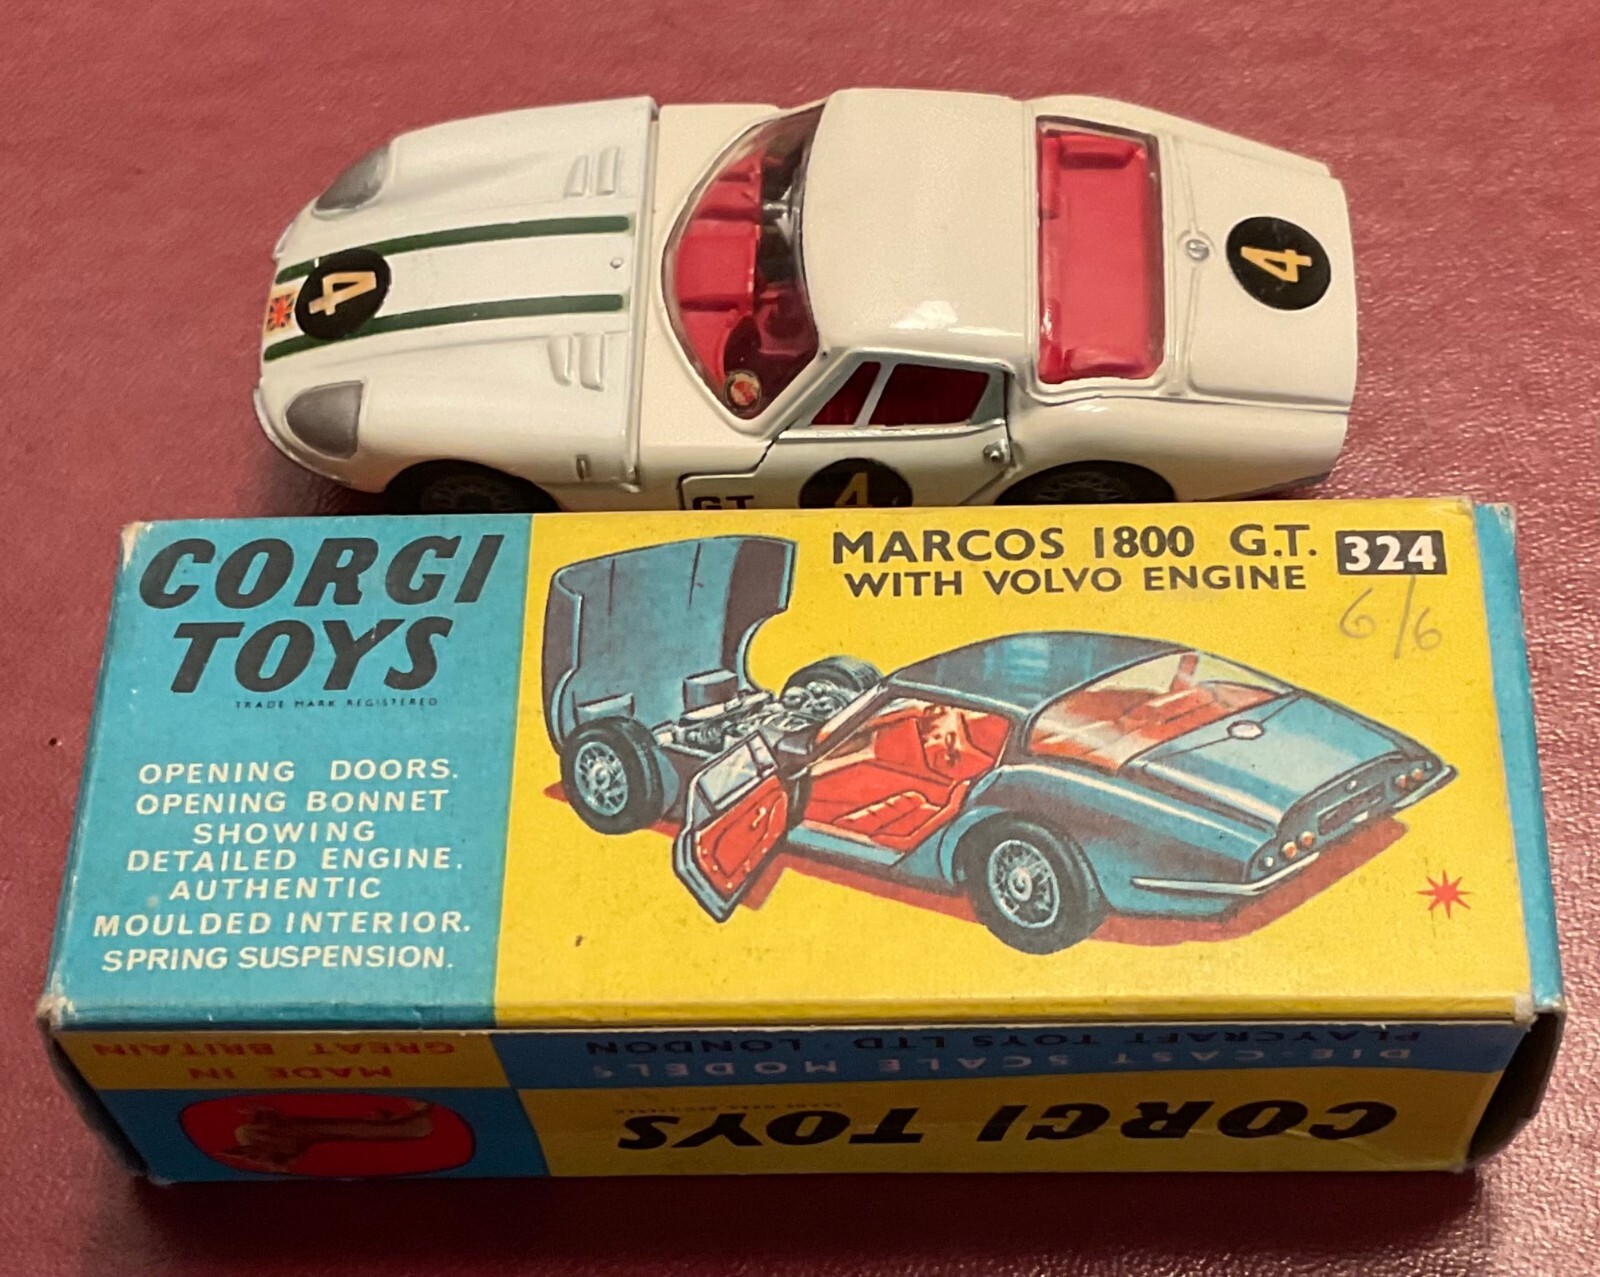 4
4
GT
4
CORGI
TOYS
TRADE MARK REGISTERED
OPENING DOORS.
OPENING BONNET
SHOWING
DETAILED ENGINE.
AUTHENTIC
MOULDED INTERIOR.
SPRING SUSPENSION.
MARCOS 1800 G.T. 324
WITH VOLVO ENGINE
6/6
MADE IN
GREAT BRITAIN
CORGI TOYS
DIE-CAST SCALE MODELS
PLAYCRAFT TOYS LTD. LONDON